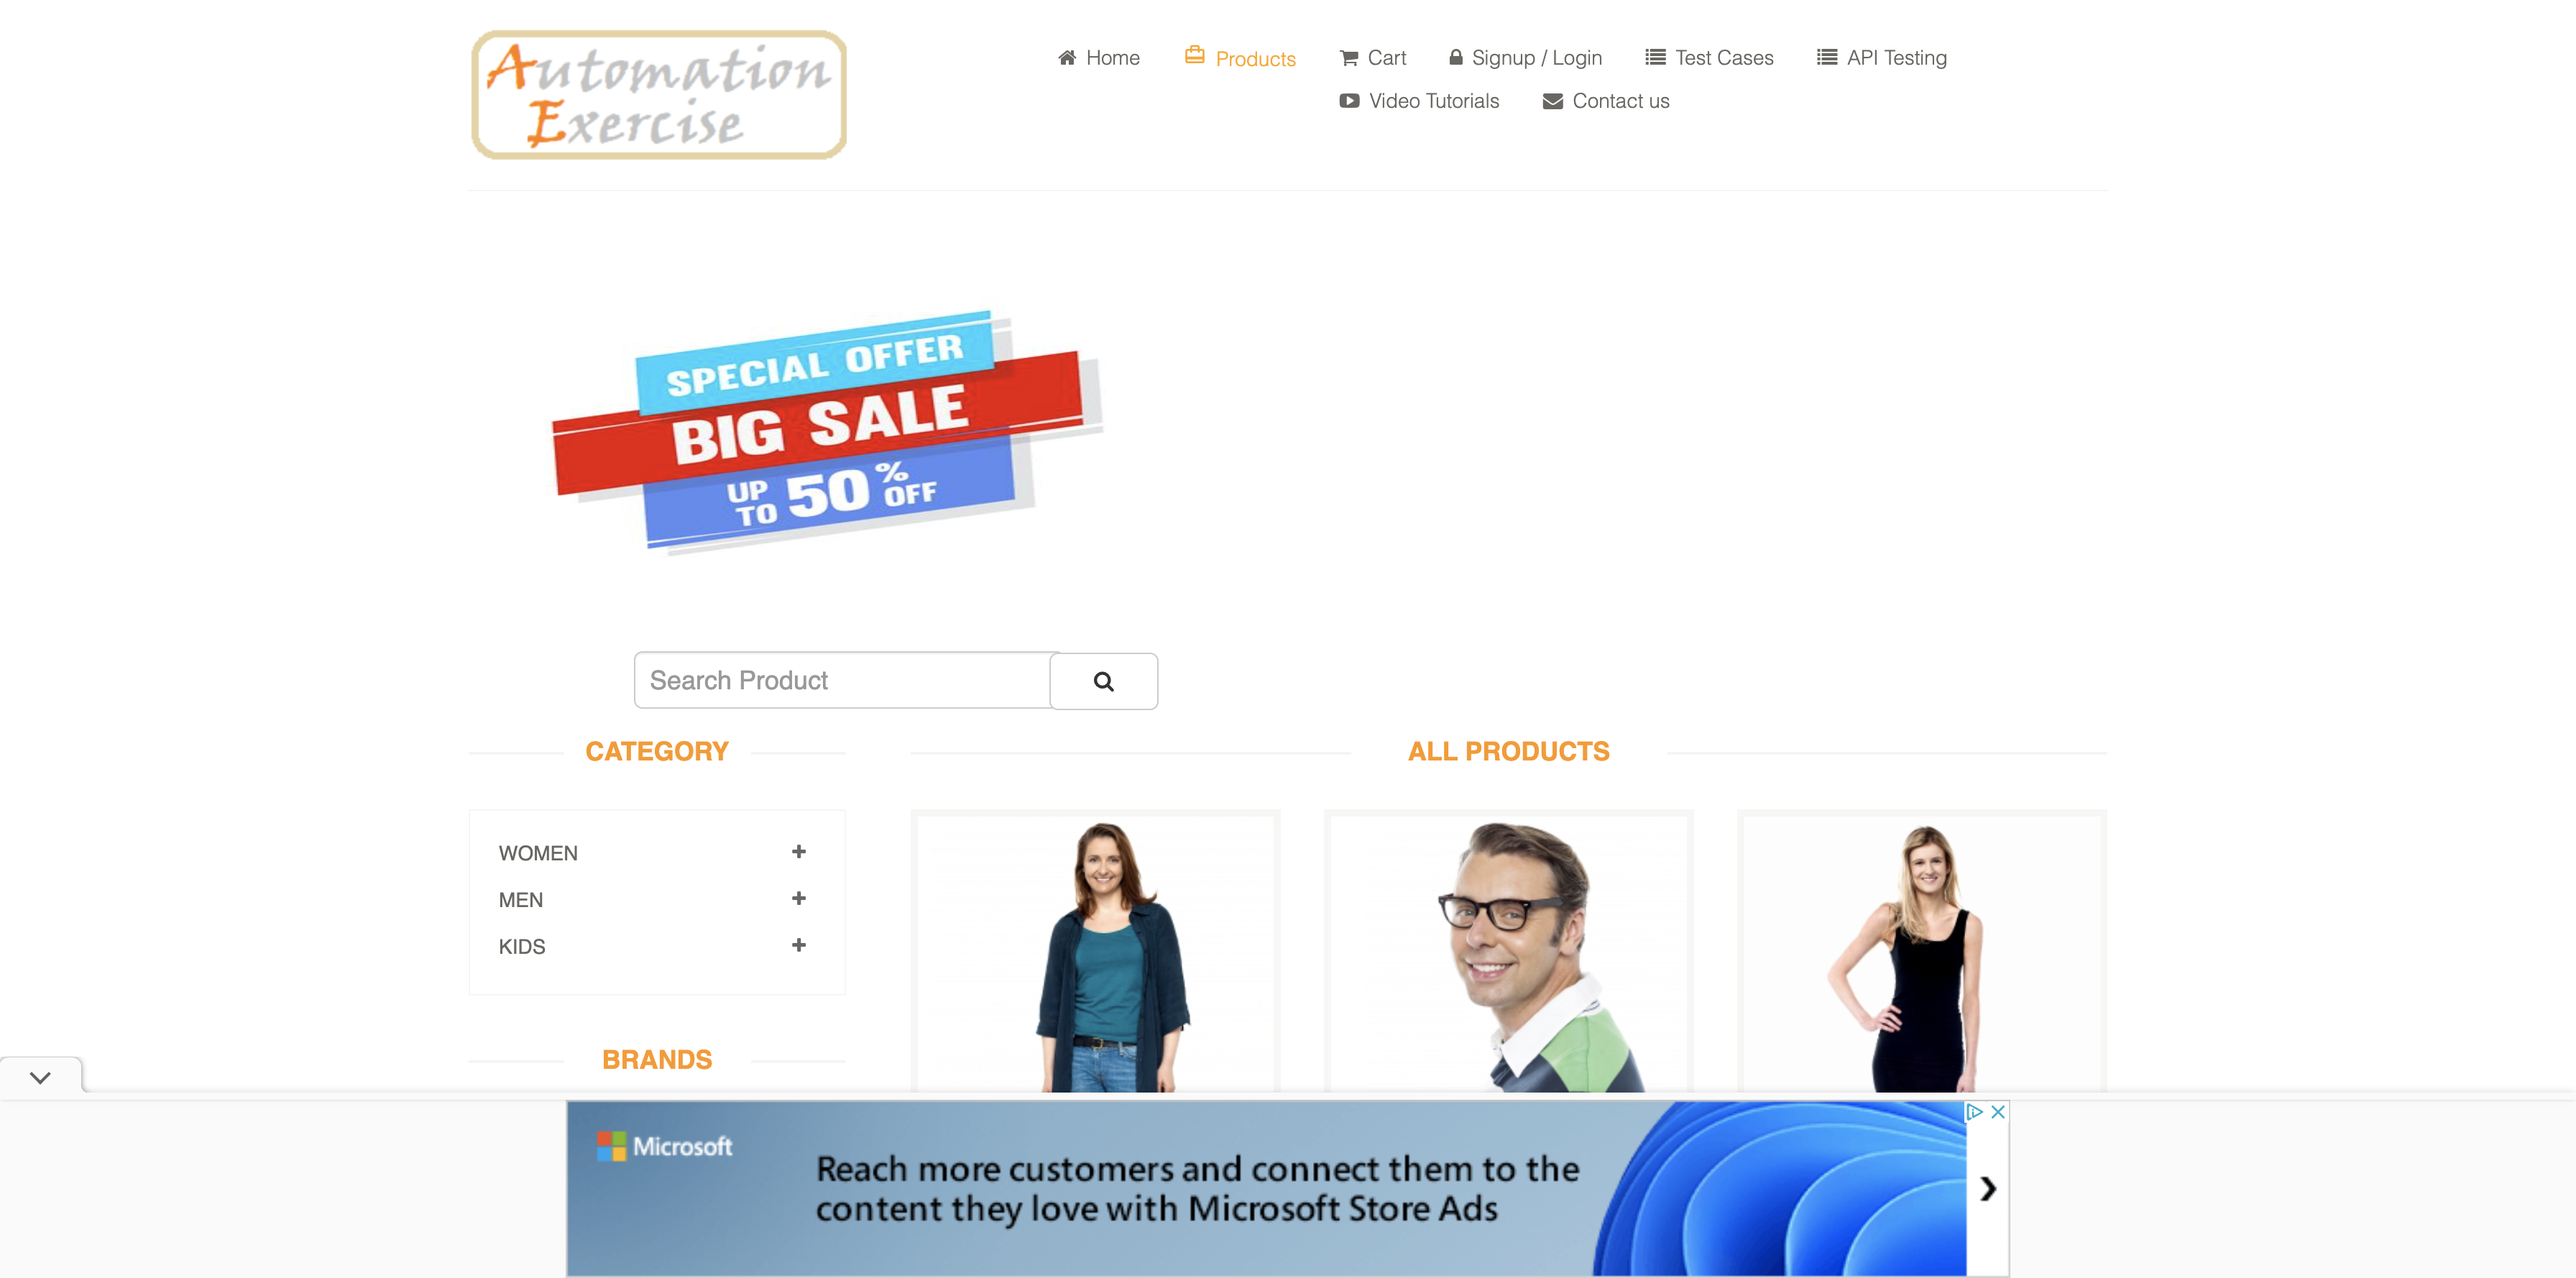 Automation
Exercise
Home
Products
Cart
Signup / Login
Test Cases
API Testing
Video Tutorials
Contact us
SPECIAL OFFER
BIG SALE
UP TO 50% OFF
Search Product
CATEGORY
WOMEN
MEN
KIDS
BRANDS
ALL PRODUCTS
Microsoft
Reach more customers and connect them to the
content they love with Microsoft Store Ads